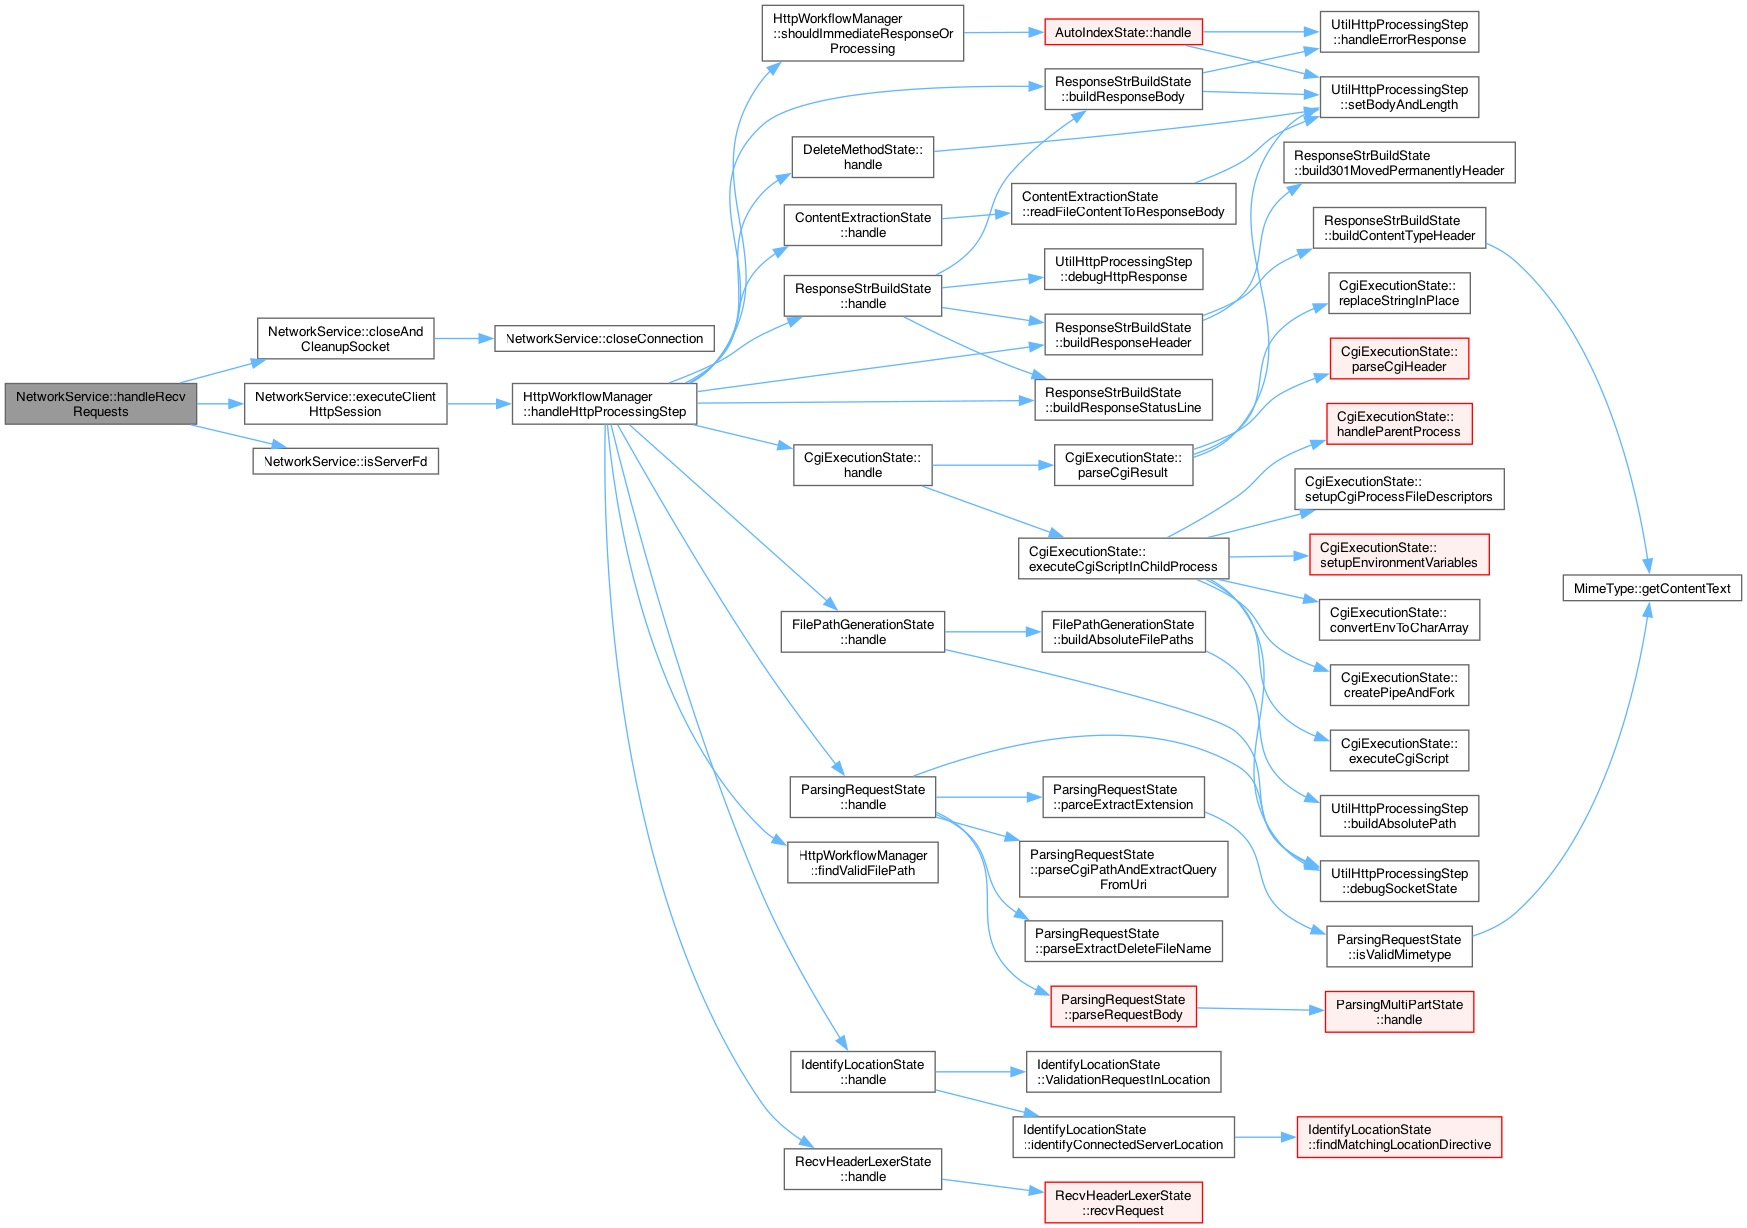 NetworkService::handleRecv
Requests
NetworkService::closeAnd
CleanupSocket
NetworkService::closeConnection
NetworkService::executeClient
HttpSession
NetworkService::isServerFd
HttpWorkflowManager
::handleHttpProcessingStep
HttpWorkflowManager
::shouldImmediateResponseOr
Processing
AutoIndexState::handle
UtilHttpProcessingStep
::handleErrorResponse
ResponseStrBuildState
::buildResponseBody
UtilHttpProcessingStep
::setBodyAndLength
DeleteMethodState::
handle
ResponseStrBuildState
::build301MovedPermanentlyHeader
ContentExtractionState
::handle
ContentExtractionState
::readFileContentToResponseBody
ResponseStrBuildState
::buildContentTypeHeader
ResponseStrBuildState
::handle
UtilHttpProcessingStep
::debugHttpResponse
ResponseStrBuildState
::buildResponseHeader
ResponseStrBuildState
::buildResponseStatusLine
CgiExecutionState::
replaceStringInPlace
CgiExecutionState::
parseCgiHeader
CgiExecutionState::
handle
CgiExecutionState::
parseCgiResult
CgiExecutionState::
handleParentProcess
CgiExecutionState::
setupCgiProcessFileDescriptors
CgiExecutionState::
executeCgiScriptInChildProcess
CgiExecutionState::
setupEnvironmentVariables
MimeType::getContentText
CgiExecutionState::
convertEnvToCharArray
FilePathGenerationState
::handle
FilePathGenerationState
::buildAbsoluteFilePaths
CgiExecutionState::
createPipeAndFork
CgiExecutionState::
executeCgiScript
ParsingRequestState
::handle
ParsingRequestState
::parceExtractExtension
UtilHttpProcessingStep
::buildAbsolutePath
HttpWorkflowManager
::findValidFilePath
ParsingRequestState
::parseCgiPathAndExtractQuery
FromUri
UtilHttpProcessingStep
::debugSocketState
ParsingRequestState
::parseExtractDeleteFileName
ParsingRequestState
::isValidMimetype
ParsingRequestState
::parseRequestBody
ParsingMultiPartState
::handle
IdentifyLocationState
::handle
IdentifyLocationState
::ValidationRequestInLocation
IdentifyLocationState
::identifyConnectedServerLocation
IdentifyLocationState
::findMatchingLocationDirective
RecvHeaderLexerState
::handle
RecvHeaderLexerState
::recvRequest